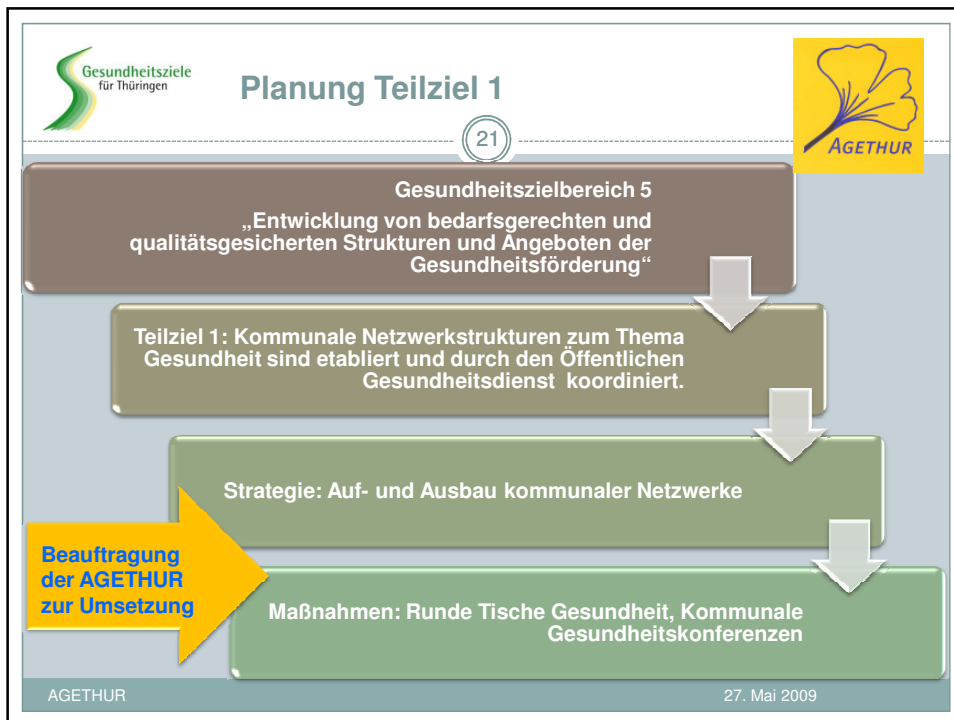 Gesundheitsziele
für Thüringen
Planung Teilziel 1
AGETHUR
21
Gesundheitszielbereich 5
„Entwicklung von bedarfsgerechten und
qualitätsgesicherten Strukturen und Angeboten der
Gesundheitsförderung“
Teilziel 1: Kommunale Netzwerkstrukturen zum Thema
Gesundheit sind etabliert und durch den Öffentlichen
Gesundheitsdienst koordiniert.
Strategie: Auf- und Ausbau kommunaler Netzwerke
Beauftragung
der AGETHUR
zur Umsetzung
Maßnahmen: Runde Tische Gesundheit, Kommunale
Gesundheitskonferenzen
AGETHUR
27. Mai 2009